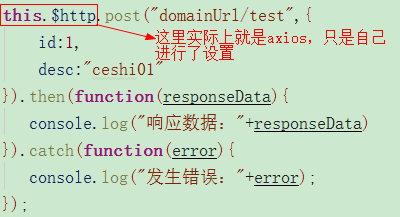 this.$http.post("domainUrl/test",{
id:1,
这里实际上就是axios，只是自己
进行了设置
desc:"ceshi01"
}).then(function(responseData){
console.log("响应数据："+responseData)
}).catch(function(error){
console.log("发生错误："+error);
});